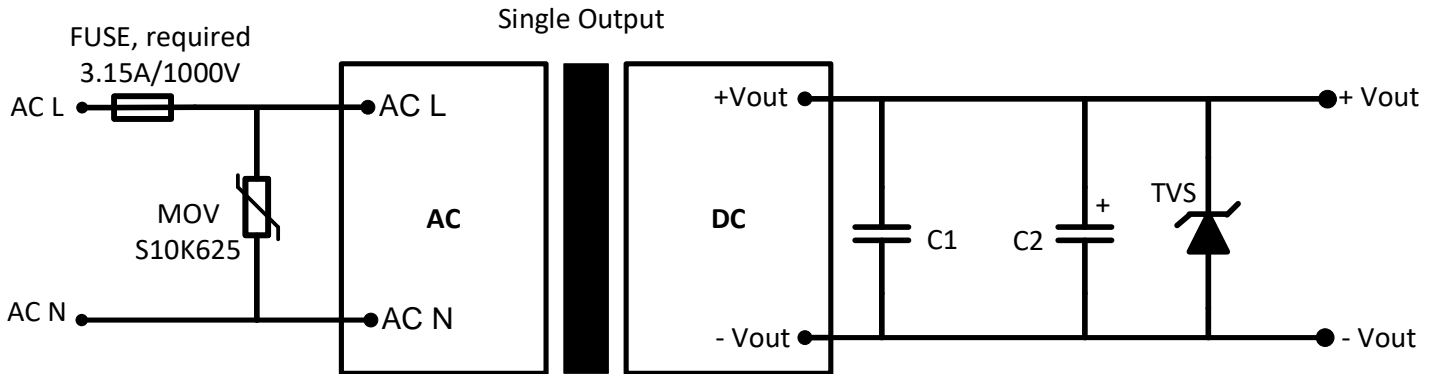 Single Output
FUSE, required
3.15A/1000V
AC L
AC L
+Vout
+ Vout
MOV
S10K625
AC
DC
C1
C2
+
TVS
AC N
AC N
- Vout
- Vout